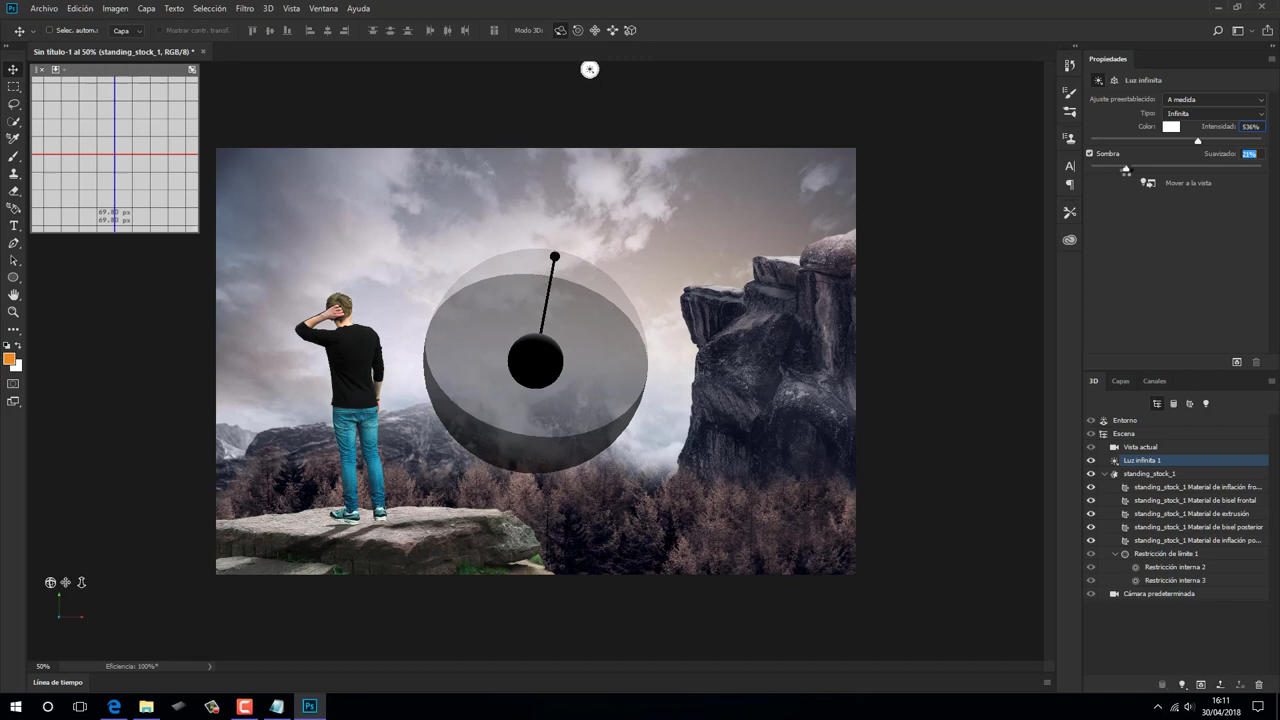 Ps Archivo Edición Imagen Capa Texto Selección Filtro 3D Vista Ventana Ayuda
Selec. autom.: Capa Mostrar contr. transf. Modo 3D:
Sin título-1 al 50% (standing_stock_1, RGB/8) * ×
69.80 px
69.80 px
50% Eficiencia: 100%*
Línea de tiempo
Propiedades
Luz infinita
Ajuste preestablecido: A medida
Tipo: Infinita
Color: Intensidad: 536%
Sombra Suavizado: 21%
Mover a la vista
3D Capas Canales
Entorno
Escena
Vista actual
Luz infinita 1
standing_stock_1
standing_stock_1 Material de inflación fro...
standing_stock_1 Material de bisel frontal
standing_stock_1 Material de extrusión
standing_stock_1 Material de bisel posterior
standing_stock_1 Material de inflación po...
Restricción de límite 1
Restricción interna 2
Restricción interna 3
Cámara predeterminada
Ps
16:11
30/04/2018